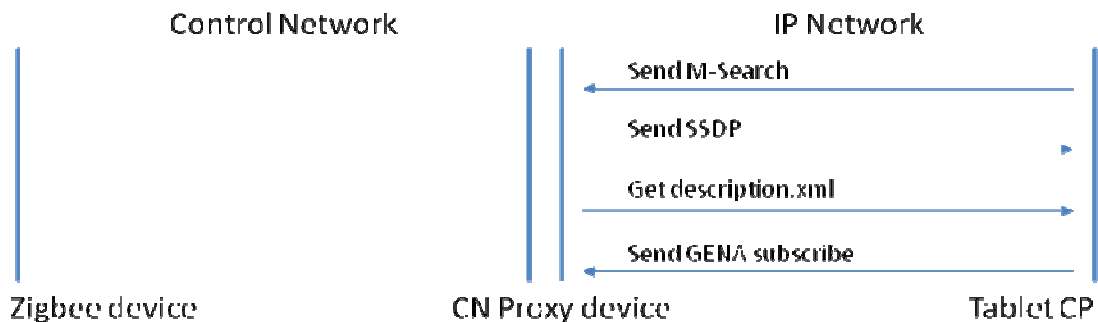 Control Network
IP Network
Send M-Search
Send SSDP
Get description.xml
Send GENA subscribe
Zigbee device
CN Proxy device
Tablet CP